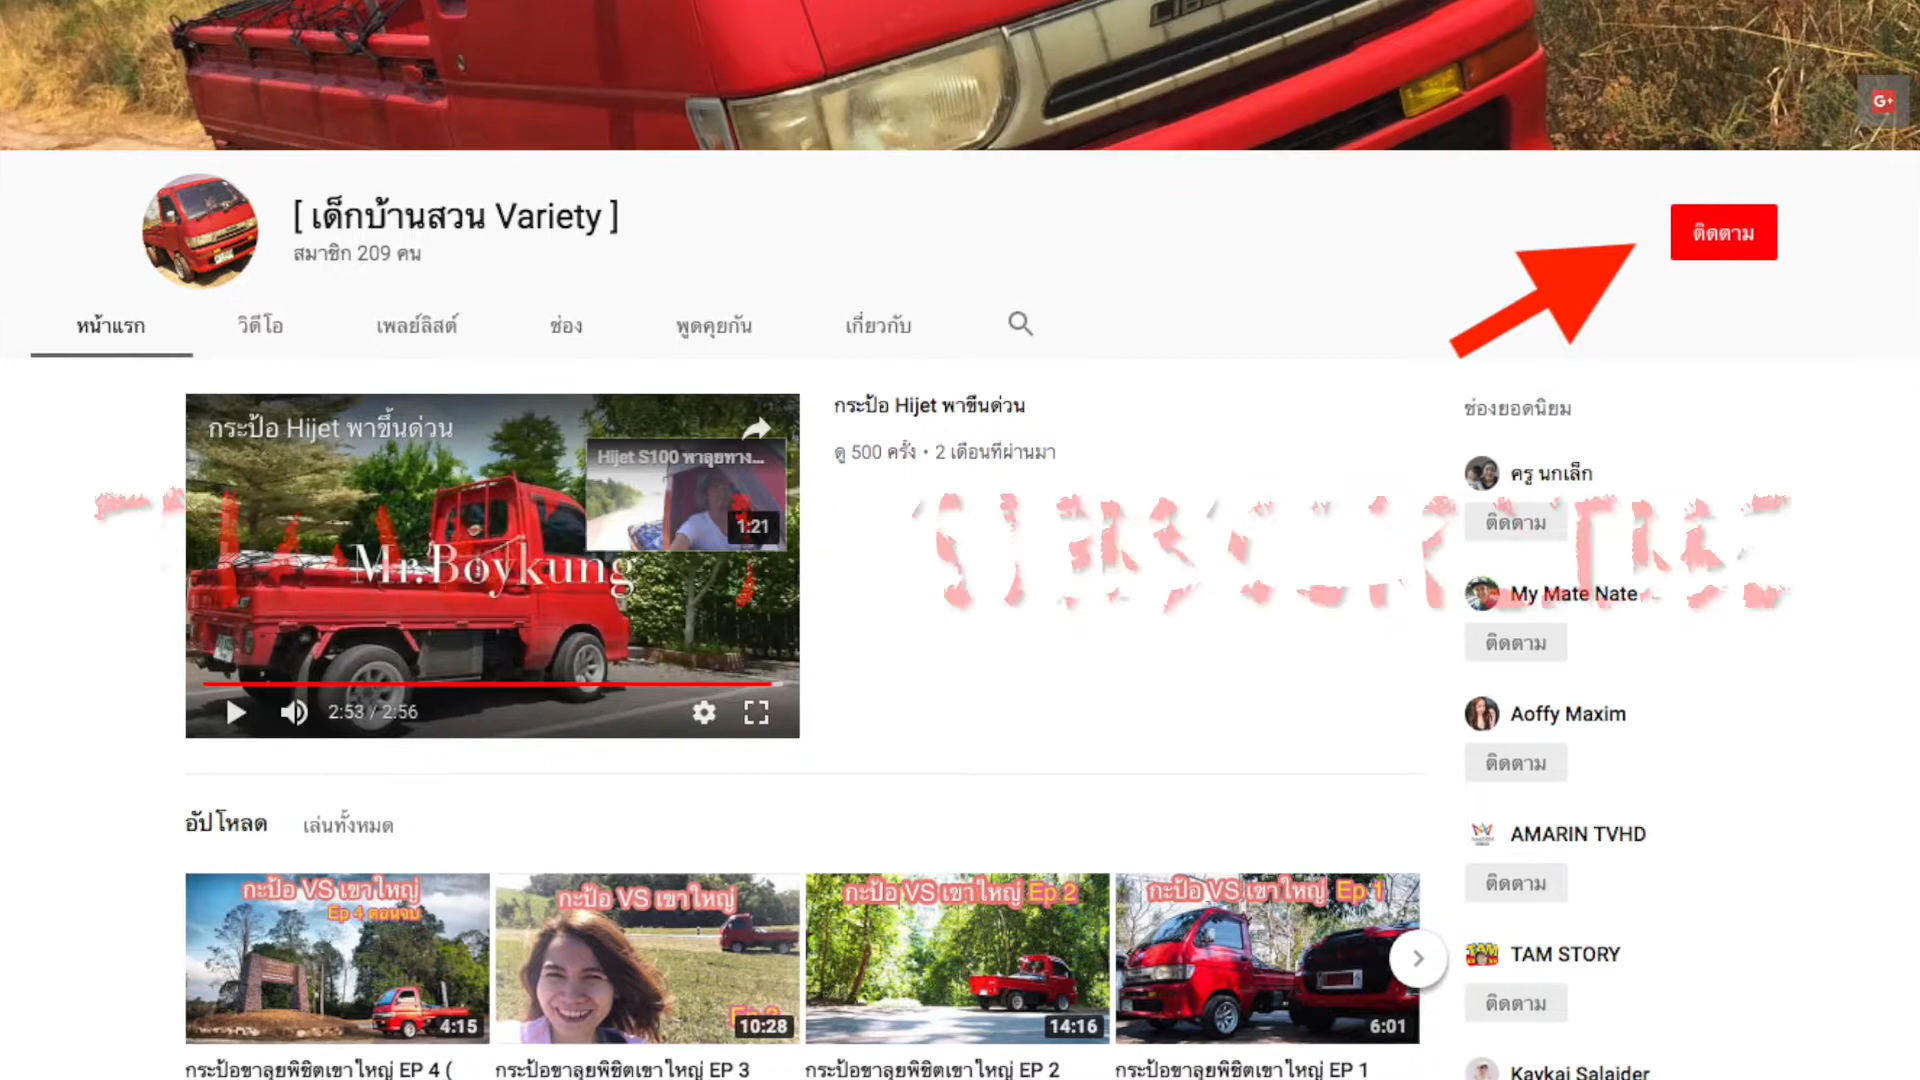 G+
[ เด็กบ้านสวน Variety ]
สมาชิก 209 คน
ติดตาม
หน้าแรก
วิดีโอ
เพลย์ลิสต์
ช่อง
พูดคุยกัน
เกี่ยวกับ
กระป้อ Hijet พาขึ้นด่วน
Hijet S100 พาลุยทาง...
1:21
Mr.Boykung
2:53 / 2:56
กระป้อ Hijet พาขึ้นด่วน
ดู 500 ครั้ง • 2 เดือนที่ผ่านมา
SUBSCRIBE
ช่องยอดนิยม
ครู นกเล็ก
ติดตาม
My Mate Nate
ติดตาม
Aoffy Maxim
ติดตาม
AMARIN TVHD
ติดตาม
TAM STORY
ติดตาม
Kaykai Salaider
อัปโหลด
เล่นทั้งหมด
กะป้อ VS เขาใหญ่
Ep 4 ตอนจบ
4:15
กะป้อ VS เขาใหญ่
Ep 3
10:28
กะป้อ VS เขาใหญ่ Ep 2
14:16
กะป้อ VS เขาใหญ่ Ep 1
6:01
กระป้อขาลุยพิชิตเขาใหญ่ EP 4 (
กระป้อขาลุยพิชิตเขาใหญ่ EP 3
กระป้อขาลุยพิชิตเขาใหญ่ EP 2
กระป้อขาลุยพิชิตเขาใหญ่ EP 1